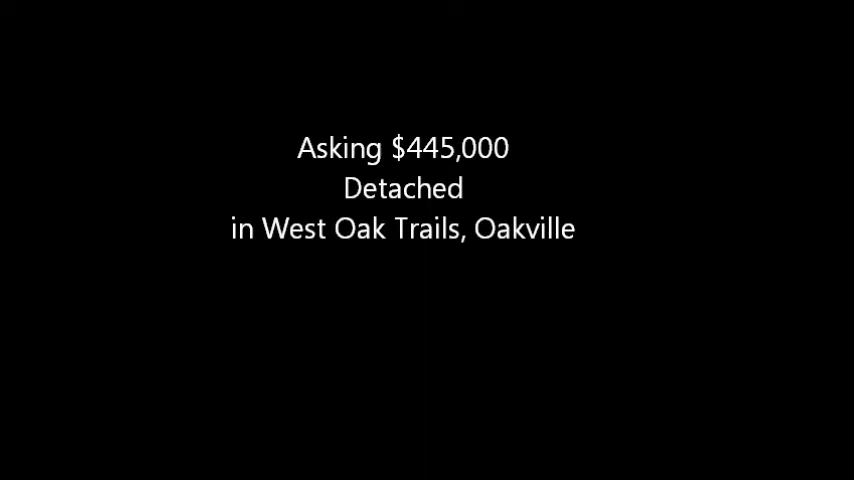 Asking $445,000
Detached
in West Oak Trails, Oakville